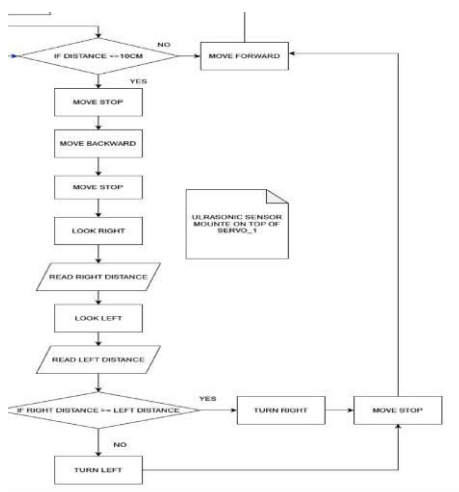 IF DISTANCE <=10CM
NO
MOVE FORWARD
YES
MOVE STOP
MOVE BACKWARD
MOVE STOP
LOOK RIGHT
ULRASONIC SENSOR
MOUNTE ON TOP OF
SERVO_1
READ RIGHT DISTANCE
LOOK LEFT
READ LEFT DISTANCE
IF RIGHT DISTANCE >= LEFT DISTANCE
YES
TURN RIGHT
MOVE STOP
NO
TURN LEFT